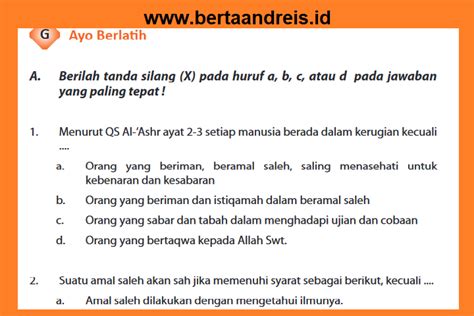 www.bertaandreis.id
G Ayo Berlatih
A. Berilah tanda silang (X) pada huruf a, b, c, atau d pada jawaban
yang paling tepat !
1. Menurut QS Al-'Ashr ayat 2-3 setiap manusia berada dalam kerugian kecuali
....
a. Orang yang beriman, beramal saleh, saling menasehati untuk
kebenaran dan kesabaran
b. Orang yang beriman dan istiqamah dalam beramal saleh
c. Orang yang sabar dan tabah dalam menghadapi ujian dan cobaan
d. Orang yang bertaqwa kepada Allah Swt.
2. Suatu amal saleh akan sah jika memenuhi syarat sebagai berikut, kecuali ....
a. Amal saleh dilakukan dengan mengetahui ilmunya.